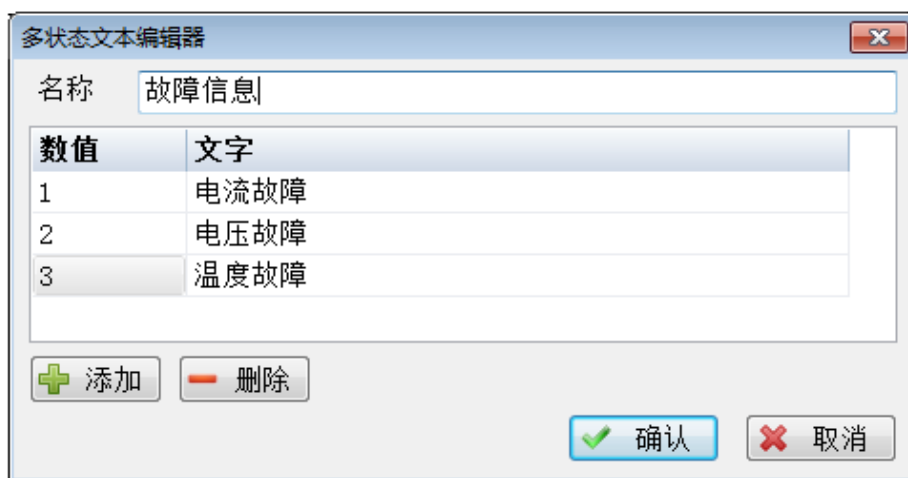 多状态文本编辑器
名称 故障信息
数值 文字
1 电流故障
2 电压故障
3 温度故障
添加 删除
确认 取消